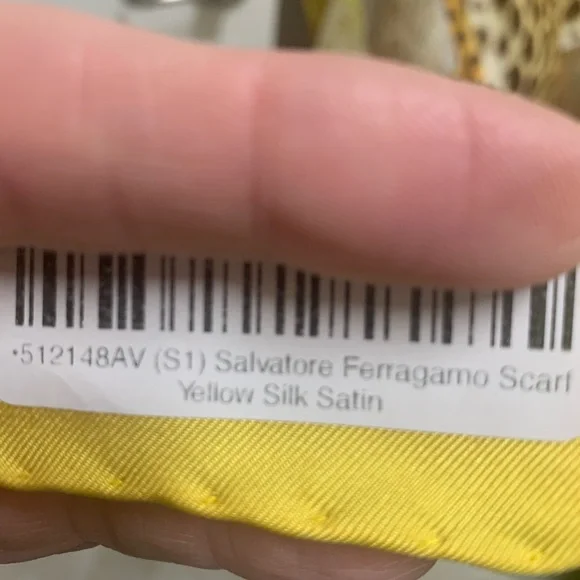 *512148AV (S1) Salvatore Ferragamo Scarf
Yellow Silk Satin